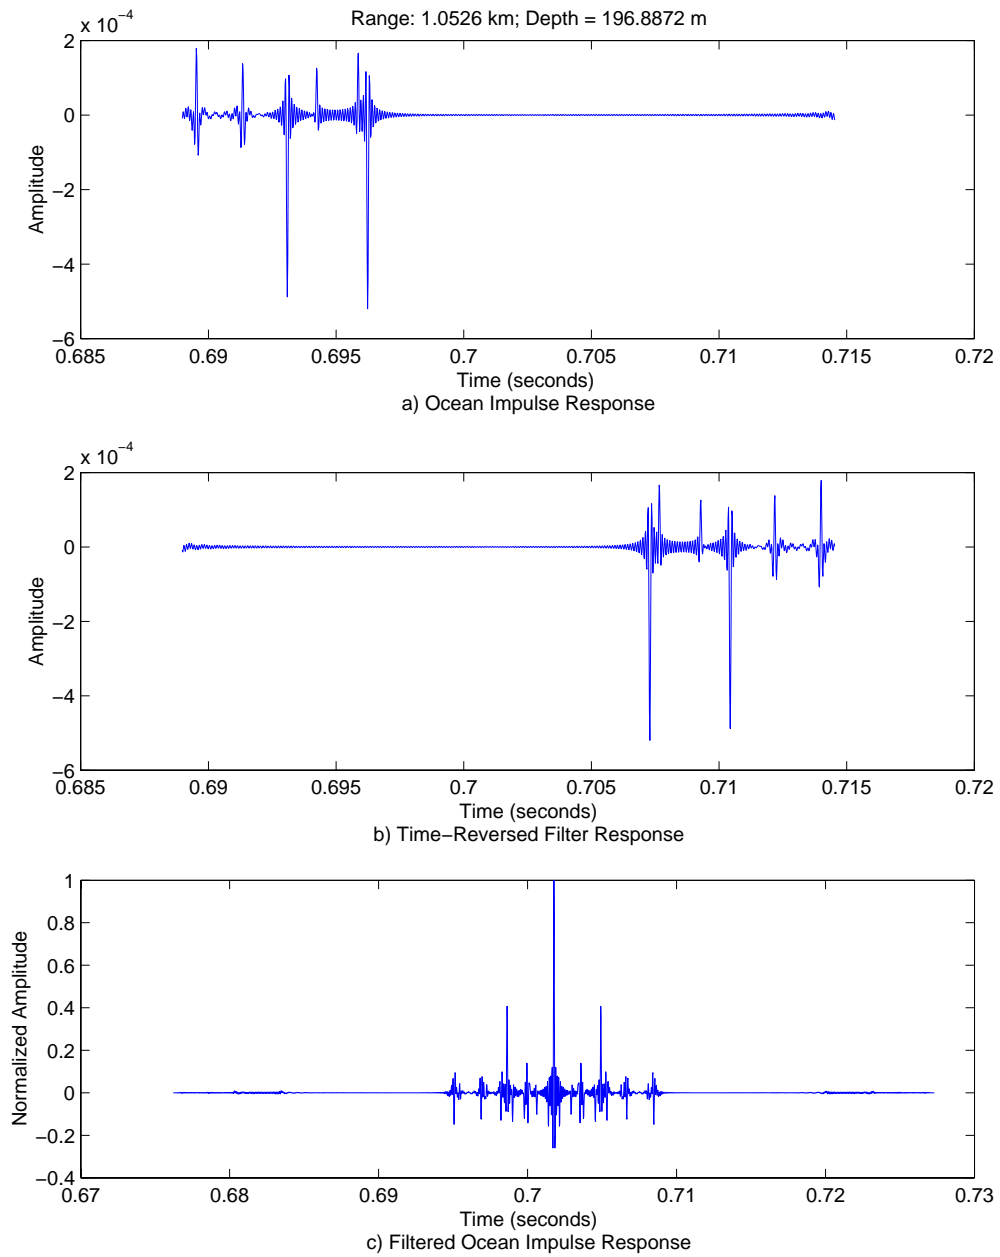 Range: 1.0526 km; Depth = 196.8872 m
x 10−4
2
0
−2
−4
−6
Amplitude
0.685 0.69 0.695 0.7 0.705 0.71 0.715 0.72
Time (seconds)
a) Ocean Impulse Response
x 10−4
2
0
−2
−4
−6
Amplitude
0.685 0.69 0.695 0.7 0.705 0.71 0.715 0.72
Time (seconds)
b) Time−Reversed Filter Response
1
0.8
0.6
0.4
0.2
0
−0.2
−0.4
Normalized Amplitude
0.67 0.68 0.69 0.7 0.71 0.72 0.73
Time (seconds)
c) Filtered Ocean Impulse Response